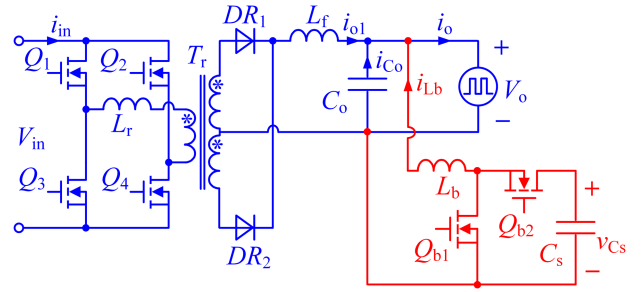 i_in
Q_1
Q_2
T_r
DR_1
L_f
i_o1
i_o
+
i_Co
C_o
i_Lb
V_o
−
*
*
*
L_r
V_in
Q_3
Q_4
DR_2
L_b
Q_b1
Q_b2
+
C_s
v_Cs
−